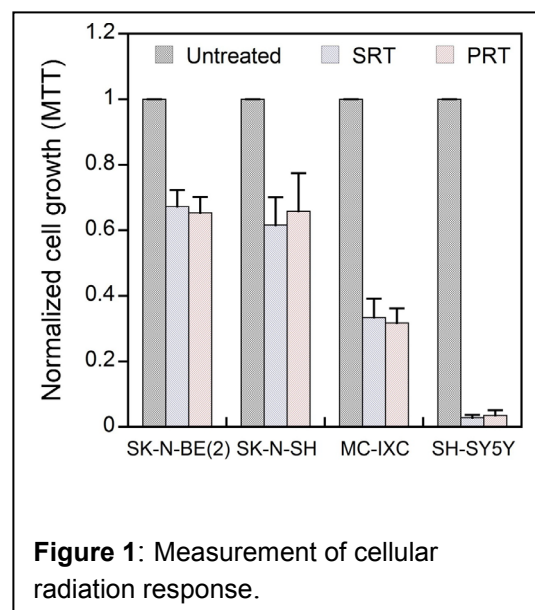 1.2
Untreated SRT PRT
1
0.8
0.6
0.4
0.2
0
Normalized cell growth (MTT)
SK-N-BE(2) SK-N-SH MC-IXC SH-SY5Y
Figure 1: Measurement of cellular
radiation response.